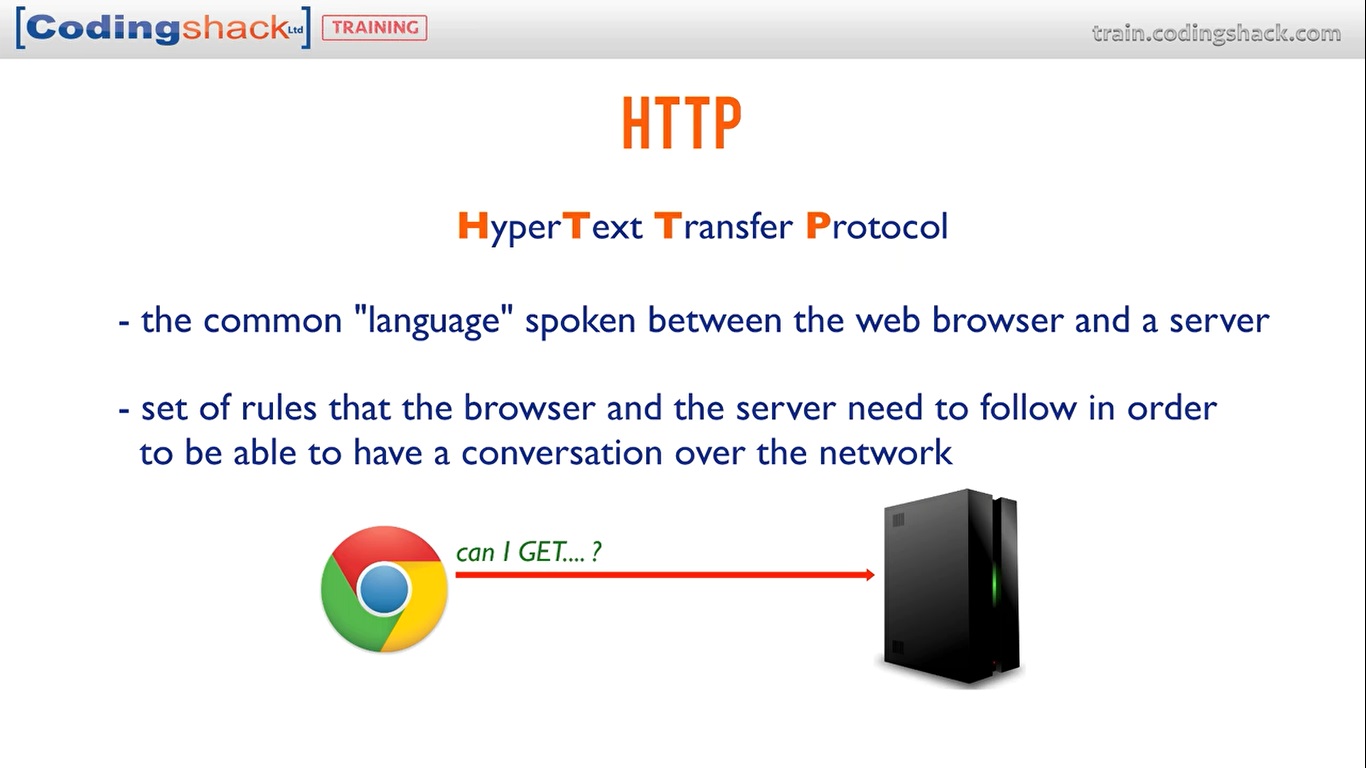 [Codingshack Ltd] TRAINING
train.codingshack.com
HTTP
HyperText Transfer Protocol
- the common "language" spoken between the web browser and a server
- set of rules that the browser and the server need to follow in order
to be able to have a conversation over the network
can I GET.... ?